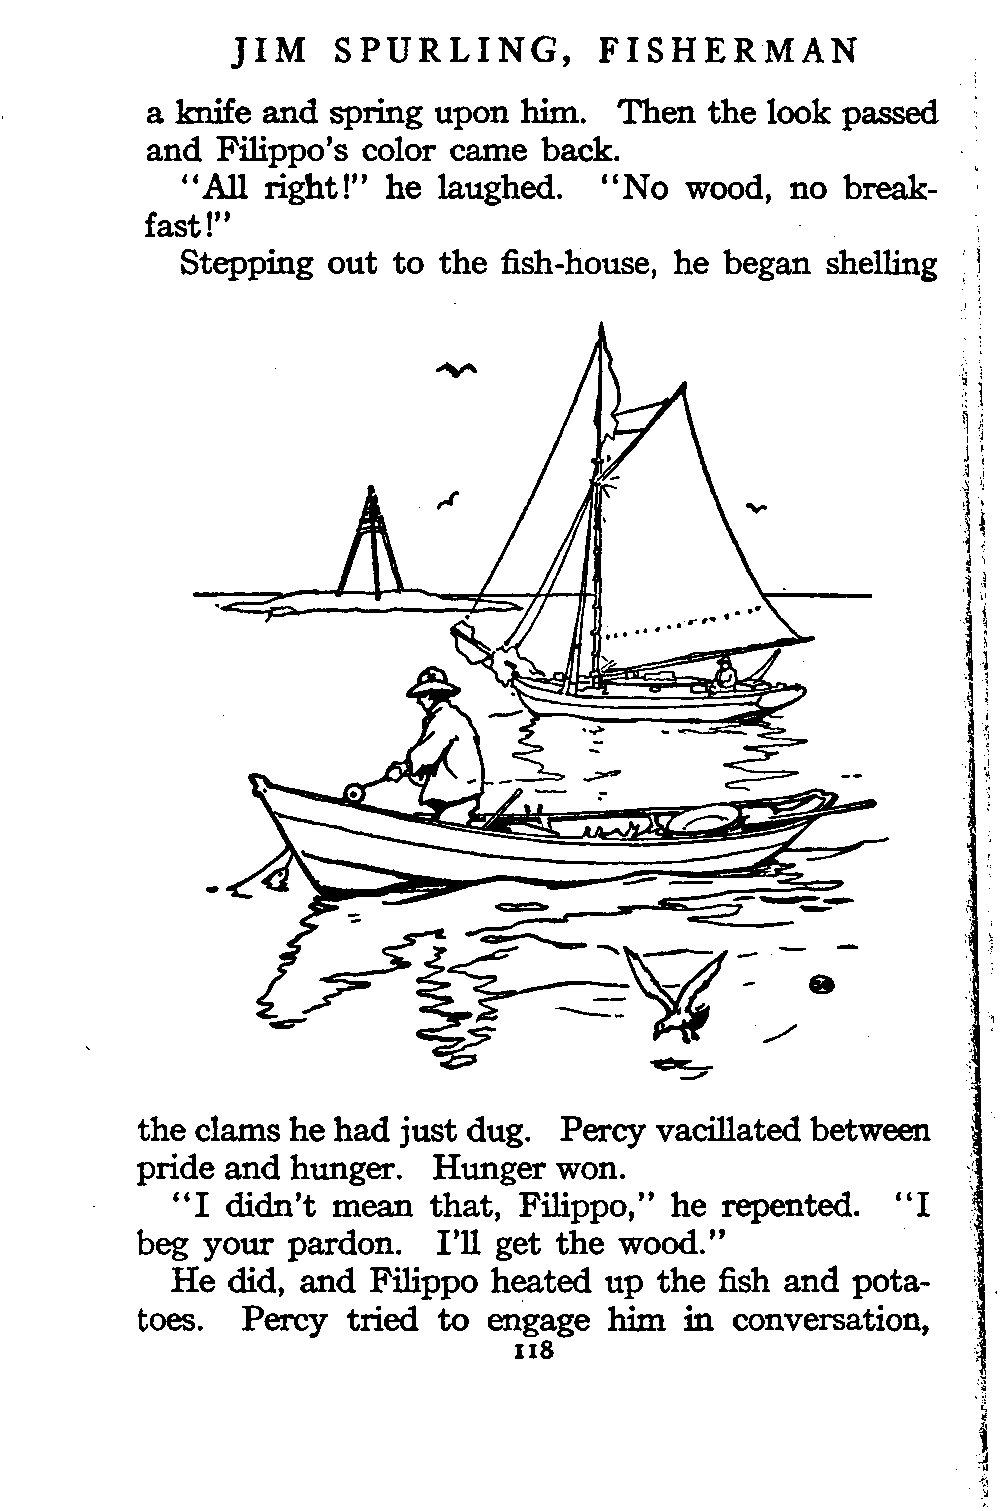 JIM SPURLING, FISHERMAN
a knife and spring upon him. Then the look passed
and Filippo's color came back.
"All right!" he laughed. "No wood, no break-
fast!"
Stepping out to the fish-house, he began shelling
the clams he had just dug. Percy vacillated between
pride and hunger. Hunger won.
"I didn't mean that, Filippo," he repented. "I
beg your pardon. I'll get the wood."
He did, and Filippo heated up the fish and pota-
toes. Percy tried to engage him in conversation,
118